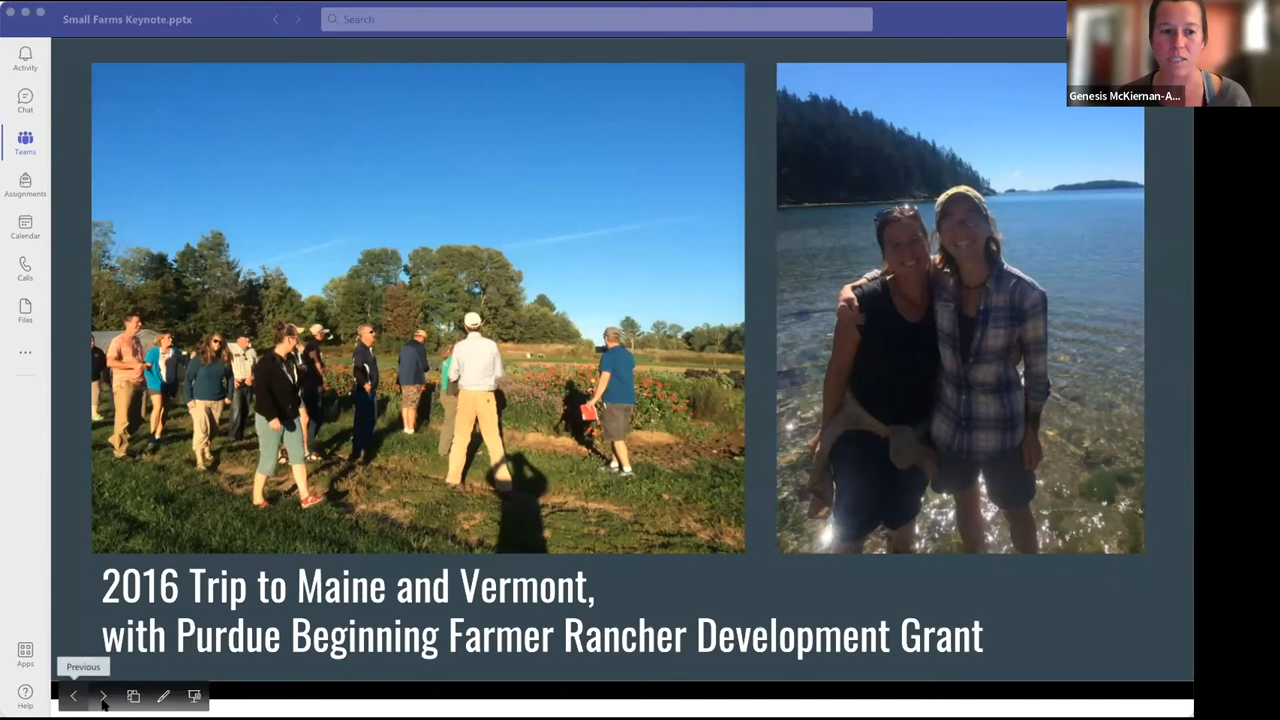 Small Farms Keynote.pptx
Search
Genesis McKiernan-A...
Activity
Chat
Teams
Assignments
Calendar
Calls
Files
Apps
Help
2016 Trip to Maine and Vermont,
with Purdue Beginning Farmer Rancher Development Grant
Previous